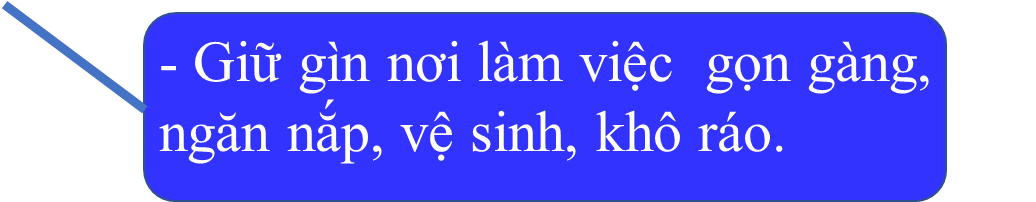 - Giữ gìn nơi làm việc  gọn gàng,
ngăn nắp, vệ sinh, khô ráo.